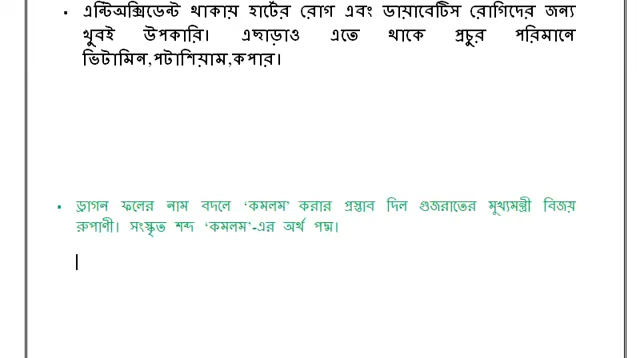 • এন্টিঅক্সিডেন্ট থাকায় হার্টের রোগ এবং ডায়াবেটিস রোগিদের জন্য
খুবই উপকারি। এছাড়াও এতে থাকে প্রচুর পরিমানে
ভিটামিন,পটাশিয়াম,কপার।
• ড্রাগন ফলের নাম বদলে ‘কমলম’ করার প্রস্তাব দিল গুজরাতের মুখ্যমন্ত্রী বিজয়
রুপাণী। সংস্কৃত শব্দ ‘কমলম’-এর অর্থ পদ্ম।